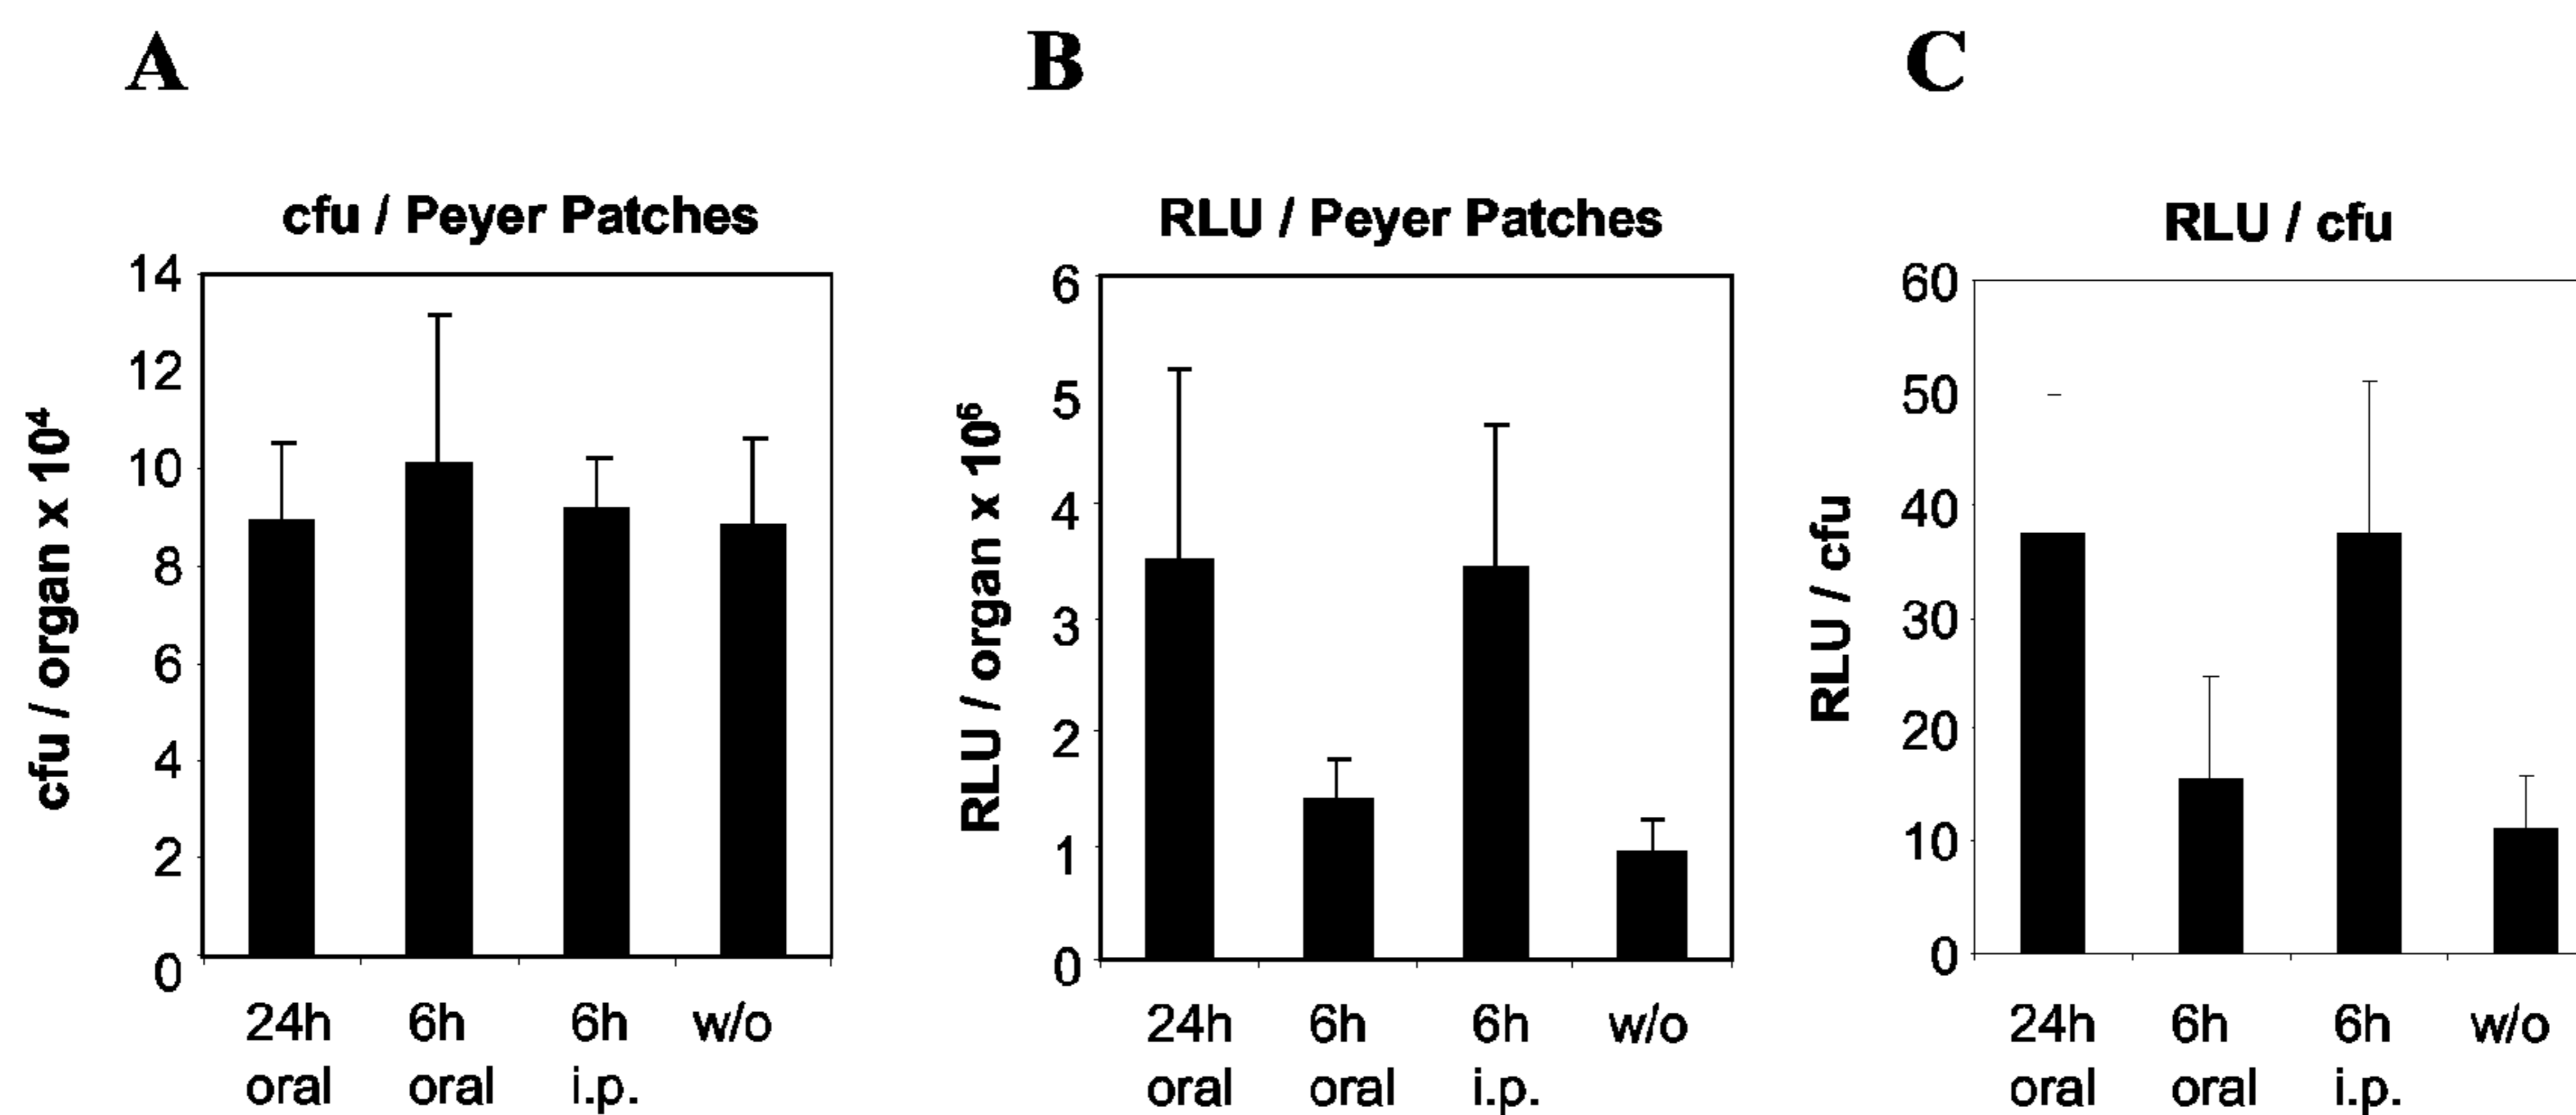 A
cfu / Peyer Patches
cfu / organ x 10⁴
14
12
10
8
6
4
2
0
24h oral
6h oral
6h i.p.
w/o
B
RLU / Peyer Patches
RLU / organ x 10⁶
6
5
4
3
2
1
0
24h oral
6h oral
6h i.p.
w/o
C
RLU / cfu
RLU / cfu
60
50
40
30
20
10
0
24h oral
6h oral
6h i.p.
w/o